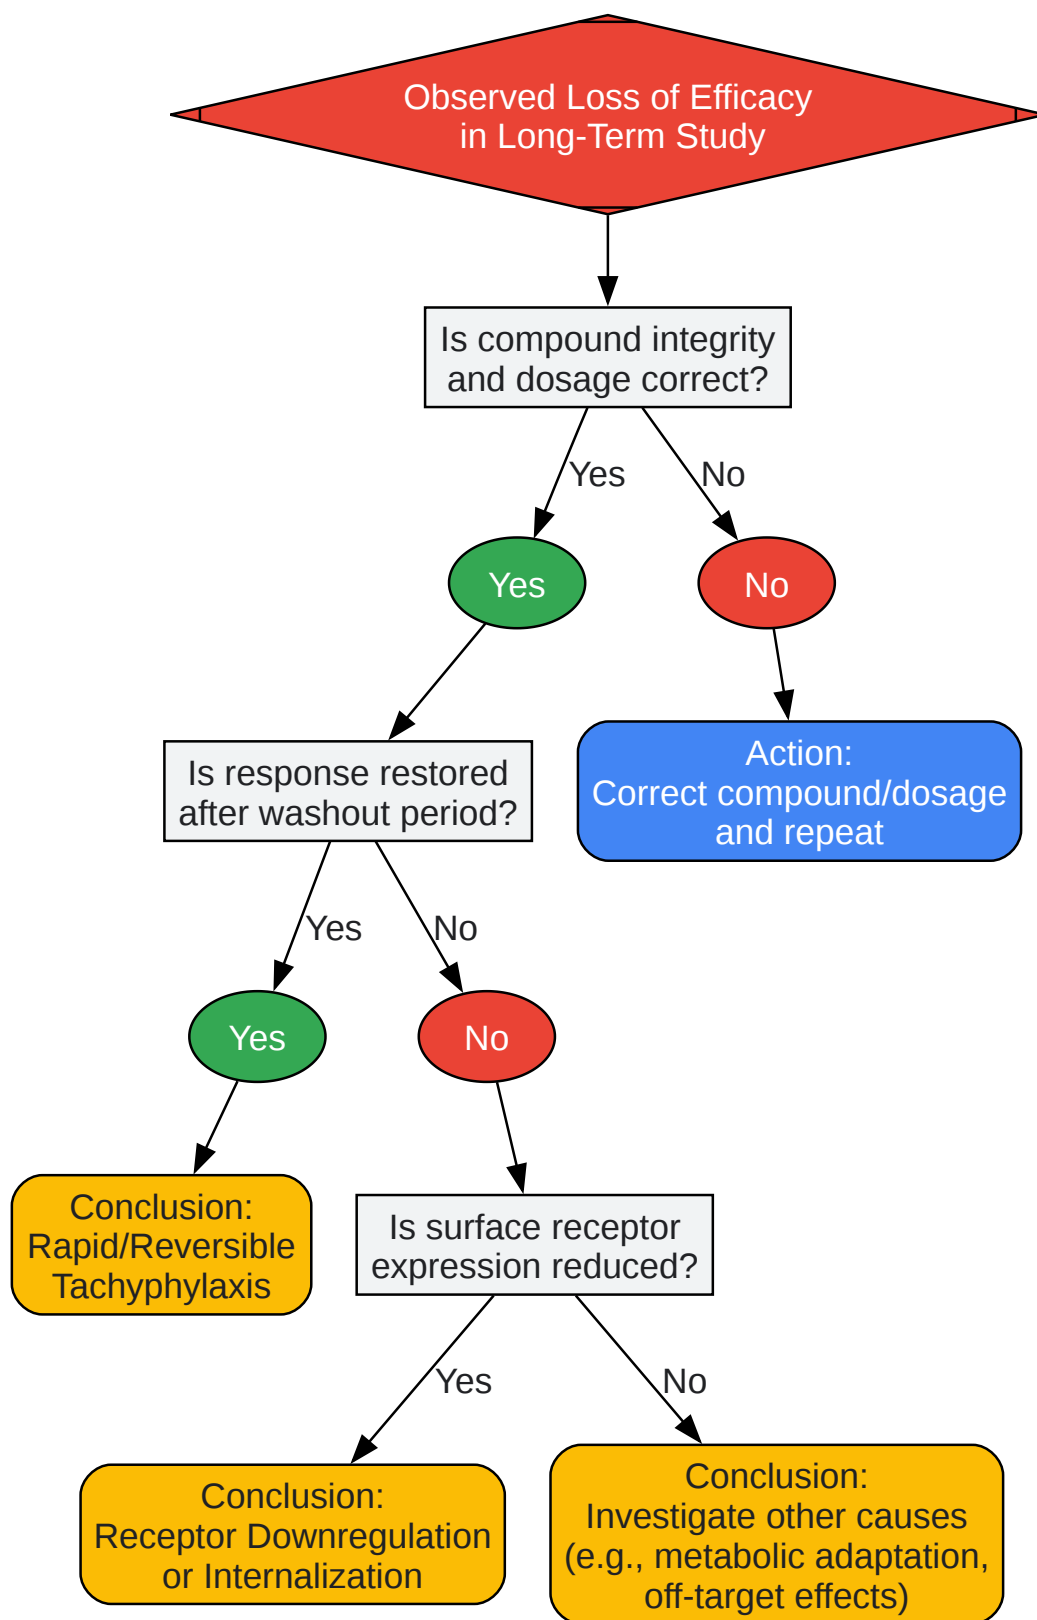 Observed Loss of Efficacy
in Long-Term Study
Is compound integrity
and dosage correct?
Yes
No
Yes
No
Is response restored
after washout period?
Action:
Correct compound/dosage
and repeat
Yes
No
Yes
No
Conclusion:
Rapid/Reversible
Tachyphylaxis
Is surface receptor
expression reduced?
Yes
No
Conclusion:
Receptor Downregulation
or Internalization
Conclusion:
Investigate other causes
(e.g., metabolic adaptation,
off-target effects)